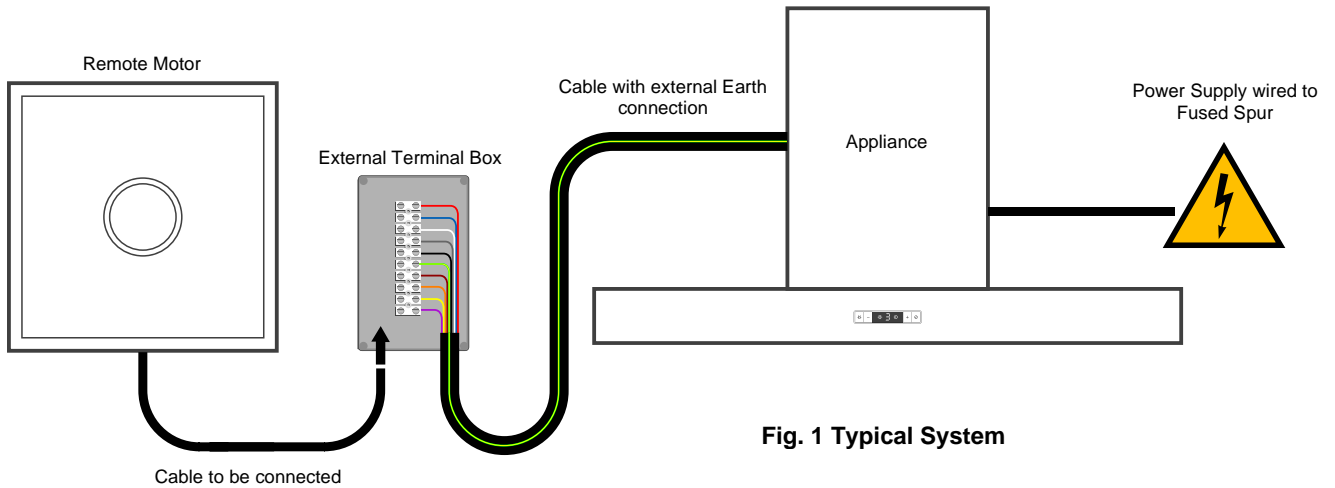 Remote Motor
External Terminal Box
Cable with external Earth
connection
Appliance
Power Supply wired to
Fused Spur
Cable to be connected
Fig. 1 Typical System